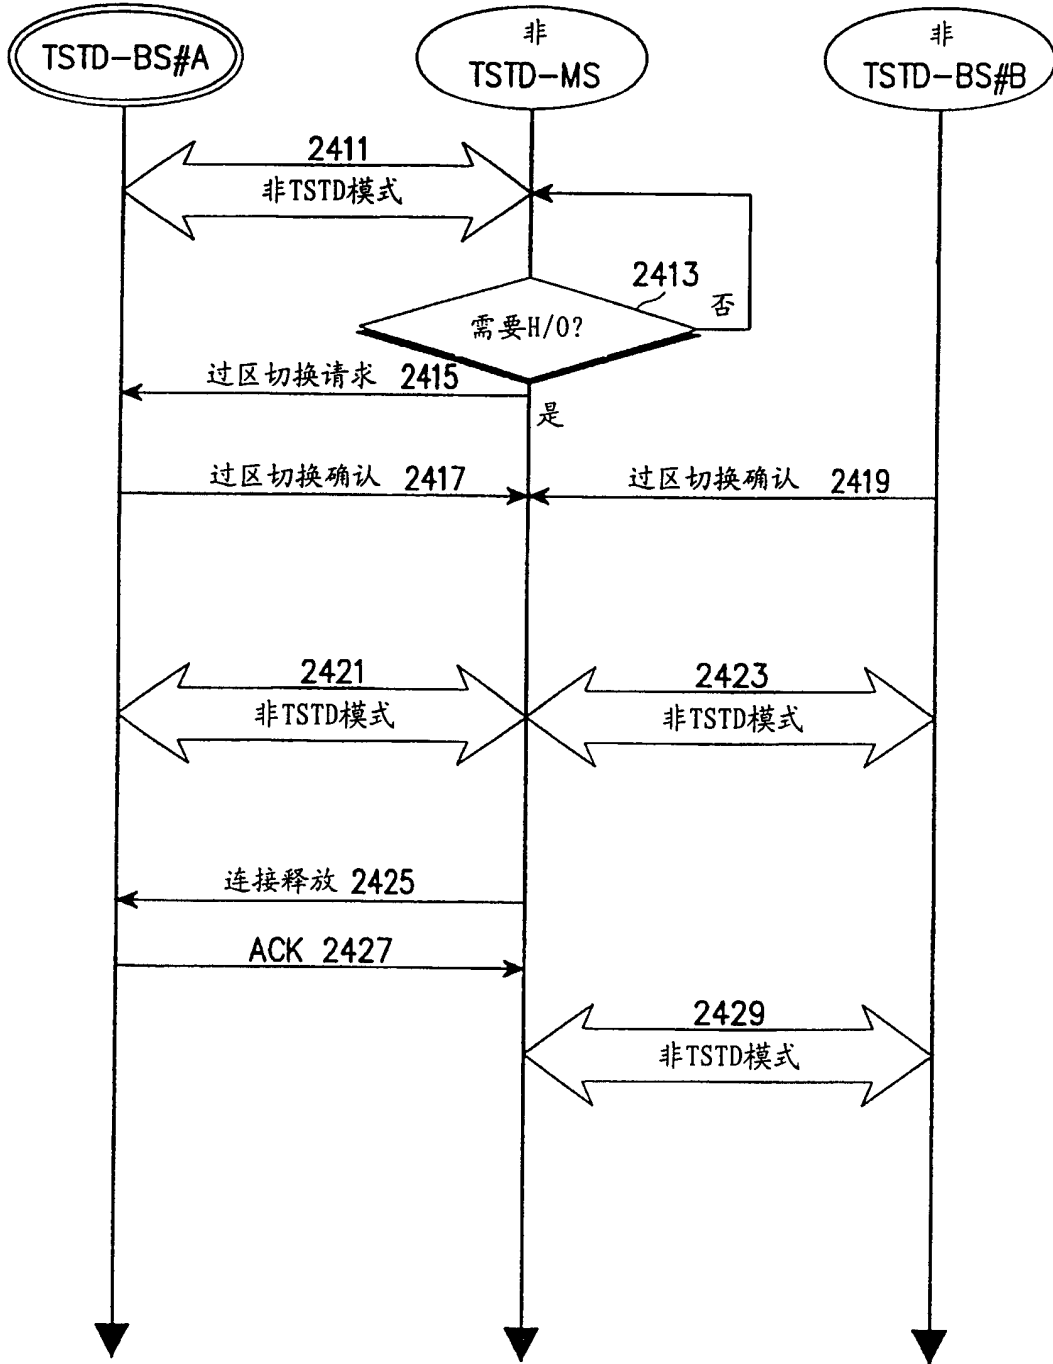 TSTD-BS#A
非
TSTD-MS
非
TSTD-BS#B
2411
非TSTD模式
2413
否
需要H/O?
过区切换请求 2415
是
过区切换确认 2417
过区切换确认 2419
2421
非TSTD模式
2423
非TSTD模式
连接释放 2425
ACK 2427
2429
非TSTD模式